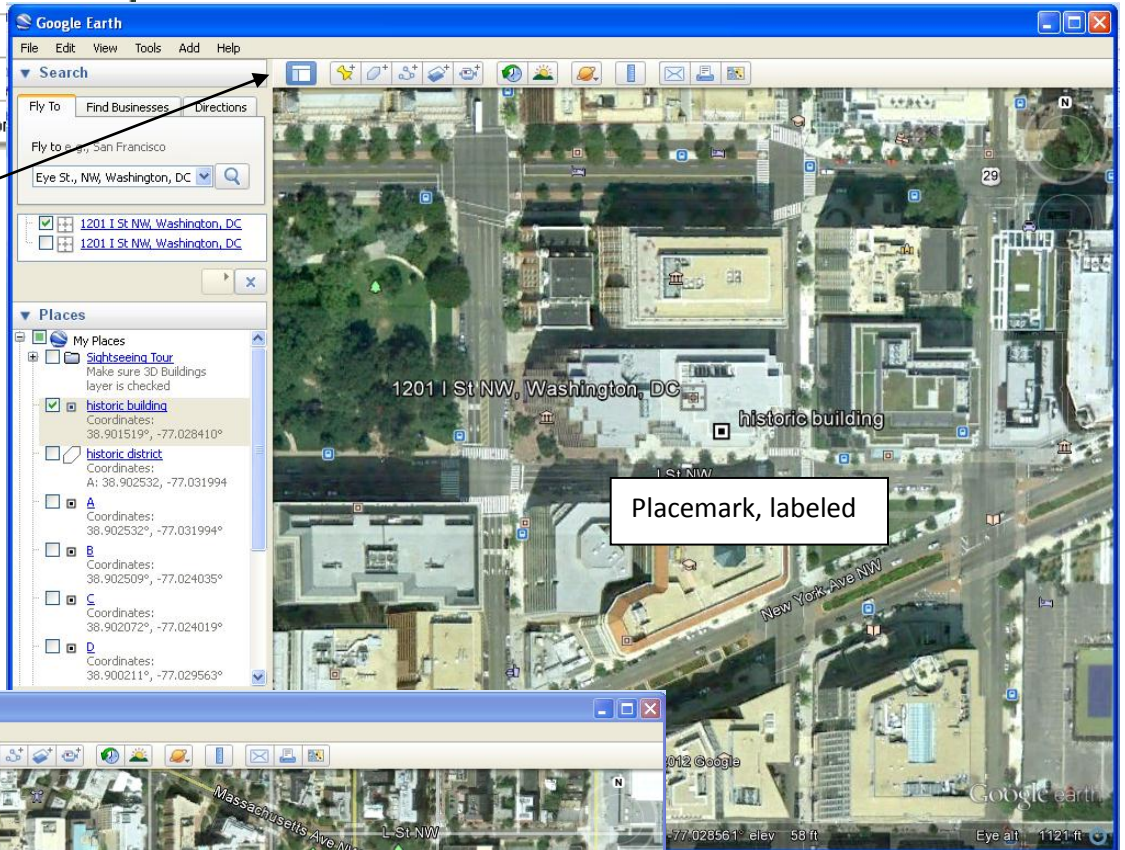 Google Earth
File Edit View Tools Add Help
Search
Fly To Find Businesses Directions
Fly to e.g., San Francisco
Eye St., NW, Washington, DC
1201 I St NW, Washington, DC
1201 I St NW, Washington, DC
Places
My Places
Sightseeing Tour
Make sure 3D Buildings
layer is checked
historic building
Coordinates:
38.901519°, -77.028410°
historic district
Coordinates:
A: 38.902532, -77.031994
A
Coordinates:
38.902532°, -77.031994°
B
Coordinates:
38.902509°, -77.024035°
C
Coordinates:
38.902072°, -77.024019°
D
Coordinates:
38.900211°, -77.029563°
N
29
1201 I St NW, Washington, DC
historic building
I St NW
Placemark, labeled
New York Ave NW
2012 Google
Google earth
-77.028561° elev 58 ft Eye alt 1121 ft
N
Massachusetts Ave NW
L St NW